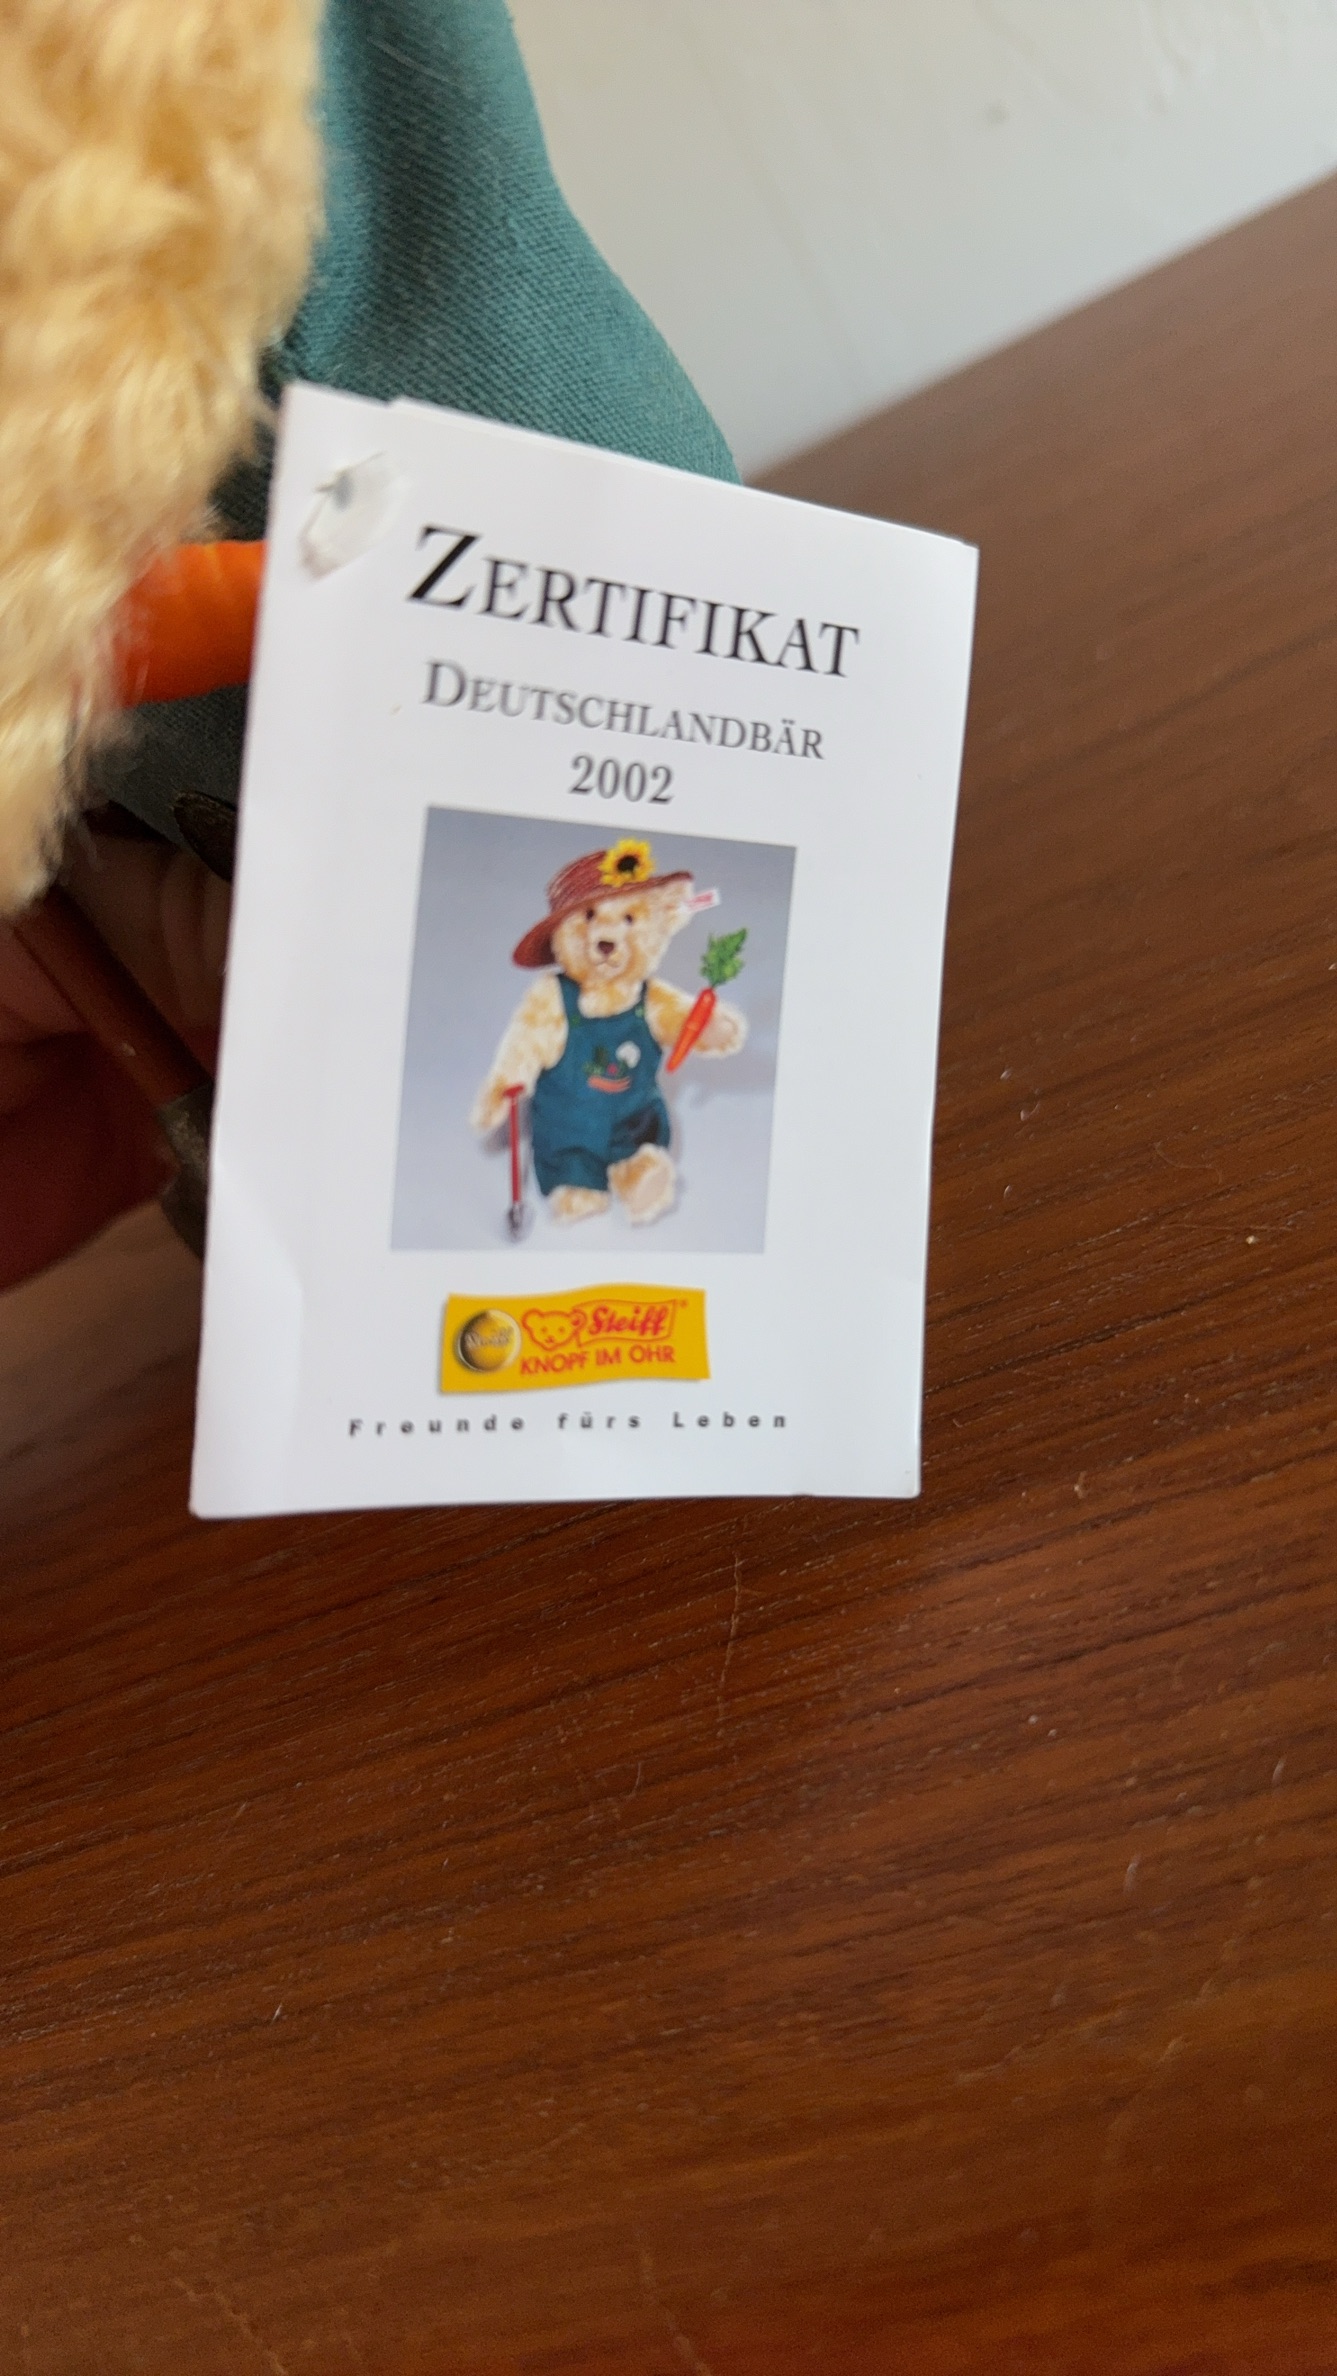 ZERTIFIKAT
DEUTSCHLANDBÄR
2002
Steiff
KNOPF IM OHR
Freunde fürs Leben